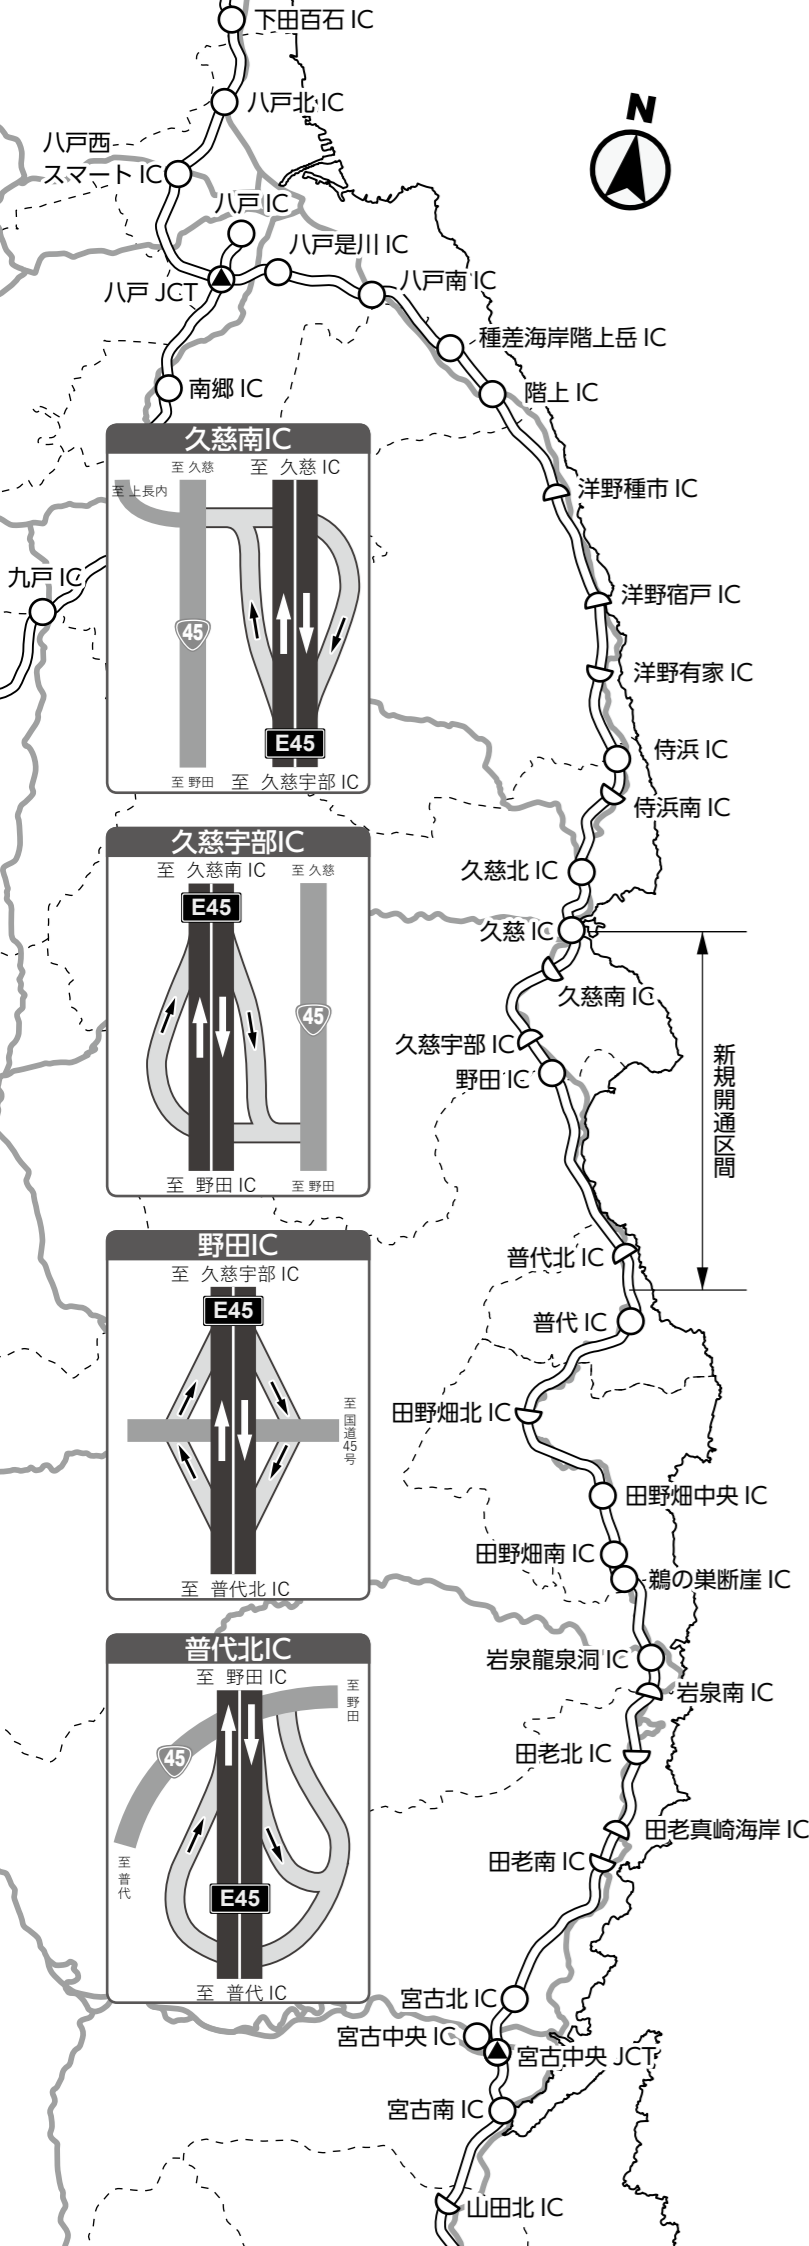 下田百石 IC
N
八戸北 IC
八戸西
スマート IC
八戸 IC
八戸是川 IC
八戸 JCT
八戸南 IC
種差海岸階上岳 IC
南郷 IC
階上 IC
洋野種市 IC
九戸 IC
洋野宿戸 IC
洋野有家 IC
侍浜 IC
侍浜南 IC
久慈北 IC
久慈 IC
久慈南 IC
久慈宇部 IC
野田 IC
新規開通区間
普代北 IC
普代 IC
田野畑北 IC
田野畑中央 IC
田野畑南 IC
鵜の巣断崖 IC
岩泉龍泉洞 IC
岩泉南 IC
田老北 IC
田老真崎海岸 IC
田老南 IC
宮古北 IC
宮古中央 IC
宮古中央 JCT
宮古南 IC
山田北 IC
久慈南IC
至 久慈
至 久慈 IC
至 上長内
45
E45
至 野田
至 久慈宇部 IC
久慈宇部IC
至 久慈南 IC
至 久慈
E45
45
至 野田 IC
至 野田
野田IC
至 久慈宇部 IC
E45
至国道45号
至 普代北 IC
普代北IC
至 野田 IC
至野田
45
至普代
E45
至 普代 IC